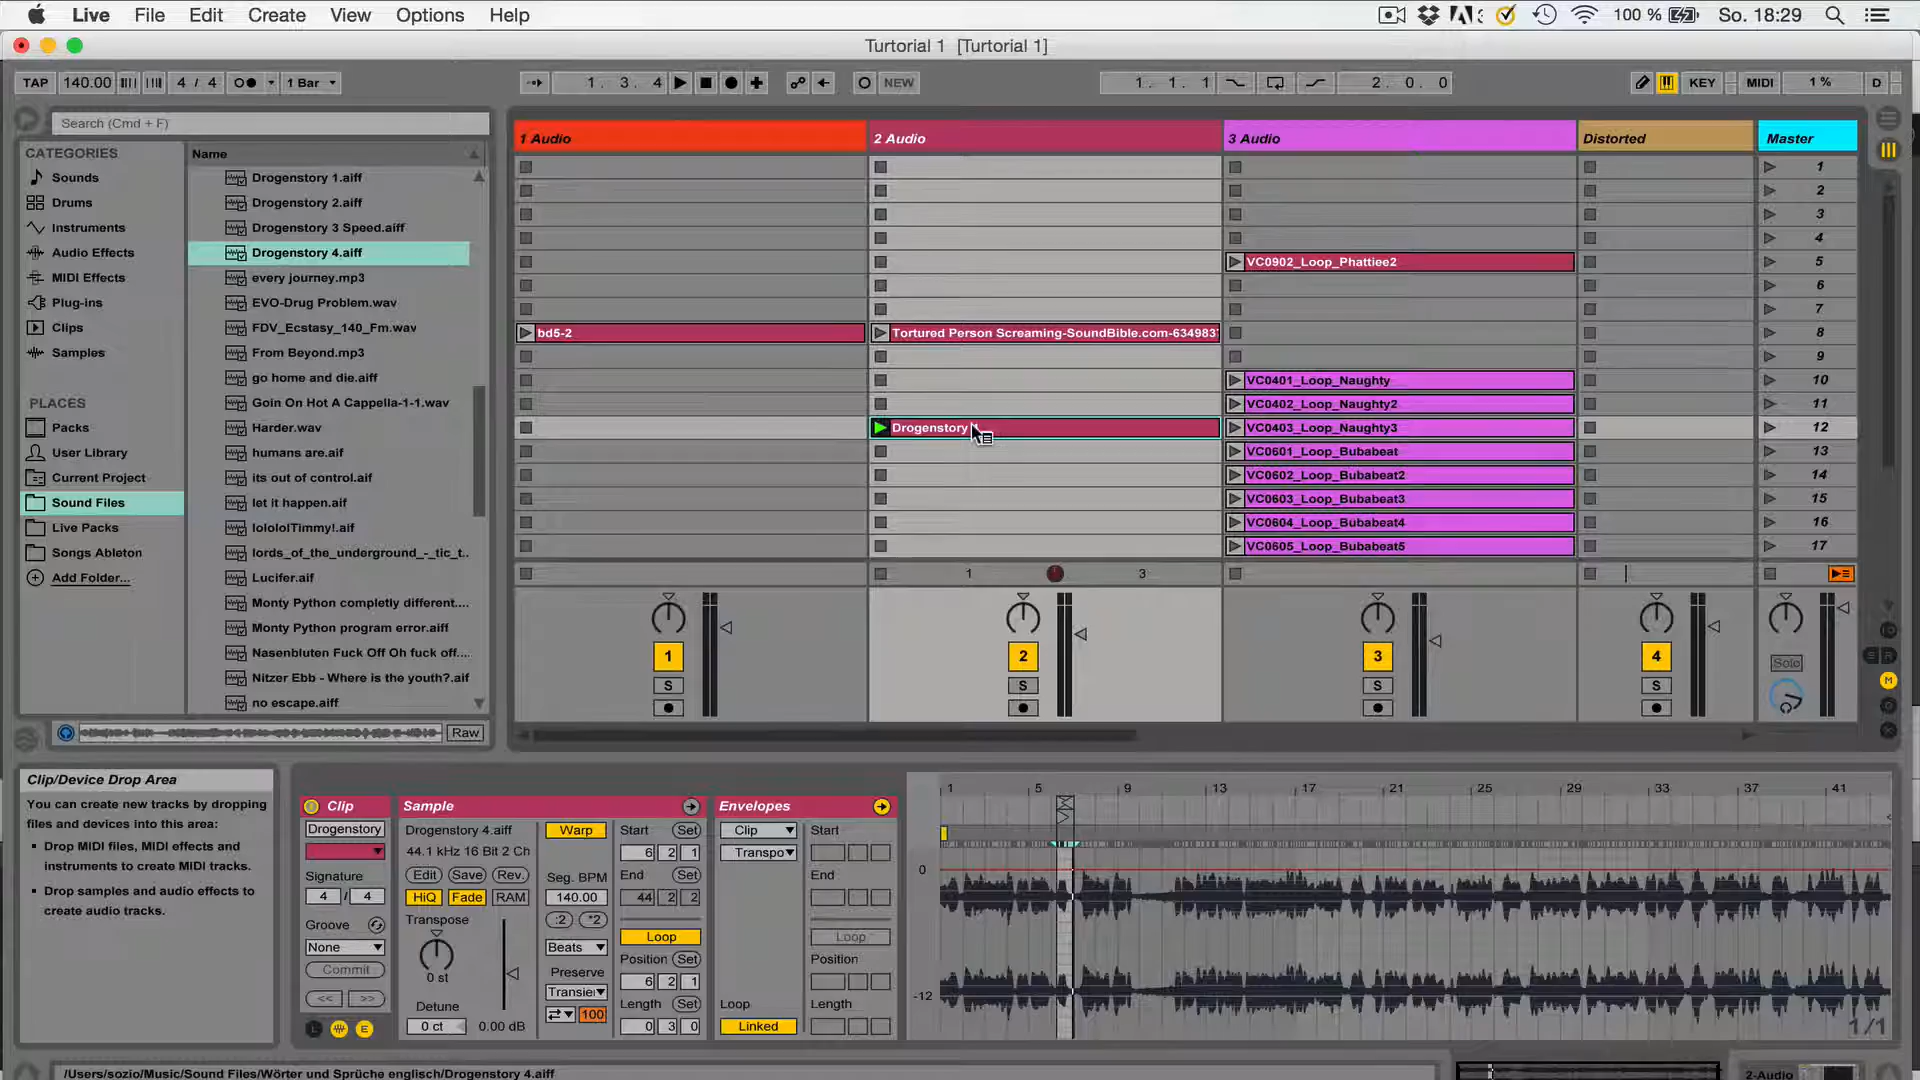 Live File Edit Create View Options Help 100 % So. 18:29
Turtorial 1 [Turtorial 1]
TAP 140.00 4 / 4 1 Bar 1. 3. 4 NEW 1. 1. 1 2. 0. 0 KEY MIDI 1 % D
Search (Cmd + F)
CATEGORIES
Sounds
Drums
Instruments
Audio Effects
MIDI Effects
Plug-ins
Clips
Samples
PLACES
Packs
User Library
Current Project
Sound Files
Live Packs
Songs Ableton
Add Folder...
Name
Drogenstory 1.aiff
Drogenstory 2.aiff
Drogenstory 3 Speed.aiff
Drogenstory 4.aiff
every journey.mp3
EVO-Drug Problem.wav
FDV_Ecstasy_140_Fm.wav
From Beyond.mp3
go home and die.aiff
Goin On Hot A Cappella-1-1.wav
Harder.wav
humans are.aif
its out of control.aif
let it happen.aif
lolololTimmy!.aif
lords_of_the_underground_-_tic_t..
Lucifer.aif
Monty Python completly different....
Monty Python program error.aiff
Nasenbluten Fuck Off Oh fuck off....
Nitzer Ebb - Where is the youth?.aif
no escape.aiff
Raw
1 Audio 2 Audio 3 Audio Distorted Master
1
2
3
4
VC0902_Loop_Phattiee2 5
6
7
bd5-2 Tortured Person Screaming-SoundBible.com-634983 8
9
VC0401_Loop_Naughty 10
VC0402_Loop_Naughty2 11
Drogenstory VC0403_Loop_Naughty3 12
VC0601_Loop_Bubabeat 13
VC0602_Loop_Bubabeat2 14
VC0603_Loop_Bubabeat3 15
VC0604_Loop_Bubabeat4 16
VC0605_Loop_Bubabeat5 17
1 3
1 2 3 4 Solo
S S S S
M
Clip/Device Drop Area
You can create new tracks by dropping
files and devices into this area:
Drop MIDI files, MIDI effects and
instruments to create MIDI tracks.
Drop samples and audio effects to
create audio tracks.
Clip
Drogenstory
Signature
4 / 4
Groove
None
Commit
<< >>
L E
Sample
Drogenstory 4.aiff
44.1 kHz 16 Bit 2 Ch
Edit Save Rev.
HiQ Fade RAM
Transpose
0 st
Detune
0 ct 0.00 dB
Warp
Seg. BPM
140.00
:2 *2
Beats
Preserve
Transie
100
Start Set
6 2 1
End Set
44 2 2
Loop
Position Set
6 2 1
Length Set
0 3 0
Envelopes
Clip
Transpo
Loop
Linked
Start
End
Loop
Position
Length
1 5 9 13 17 21 25 29 33 37 41
0
-12
1/1
/Users/sozio/Music/Sound Files/Wörter und Sprüche englisch/Drogenstory 4.aiff 2-Audio